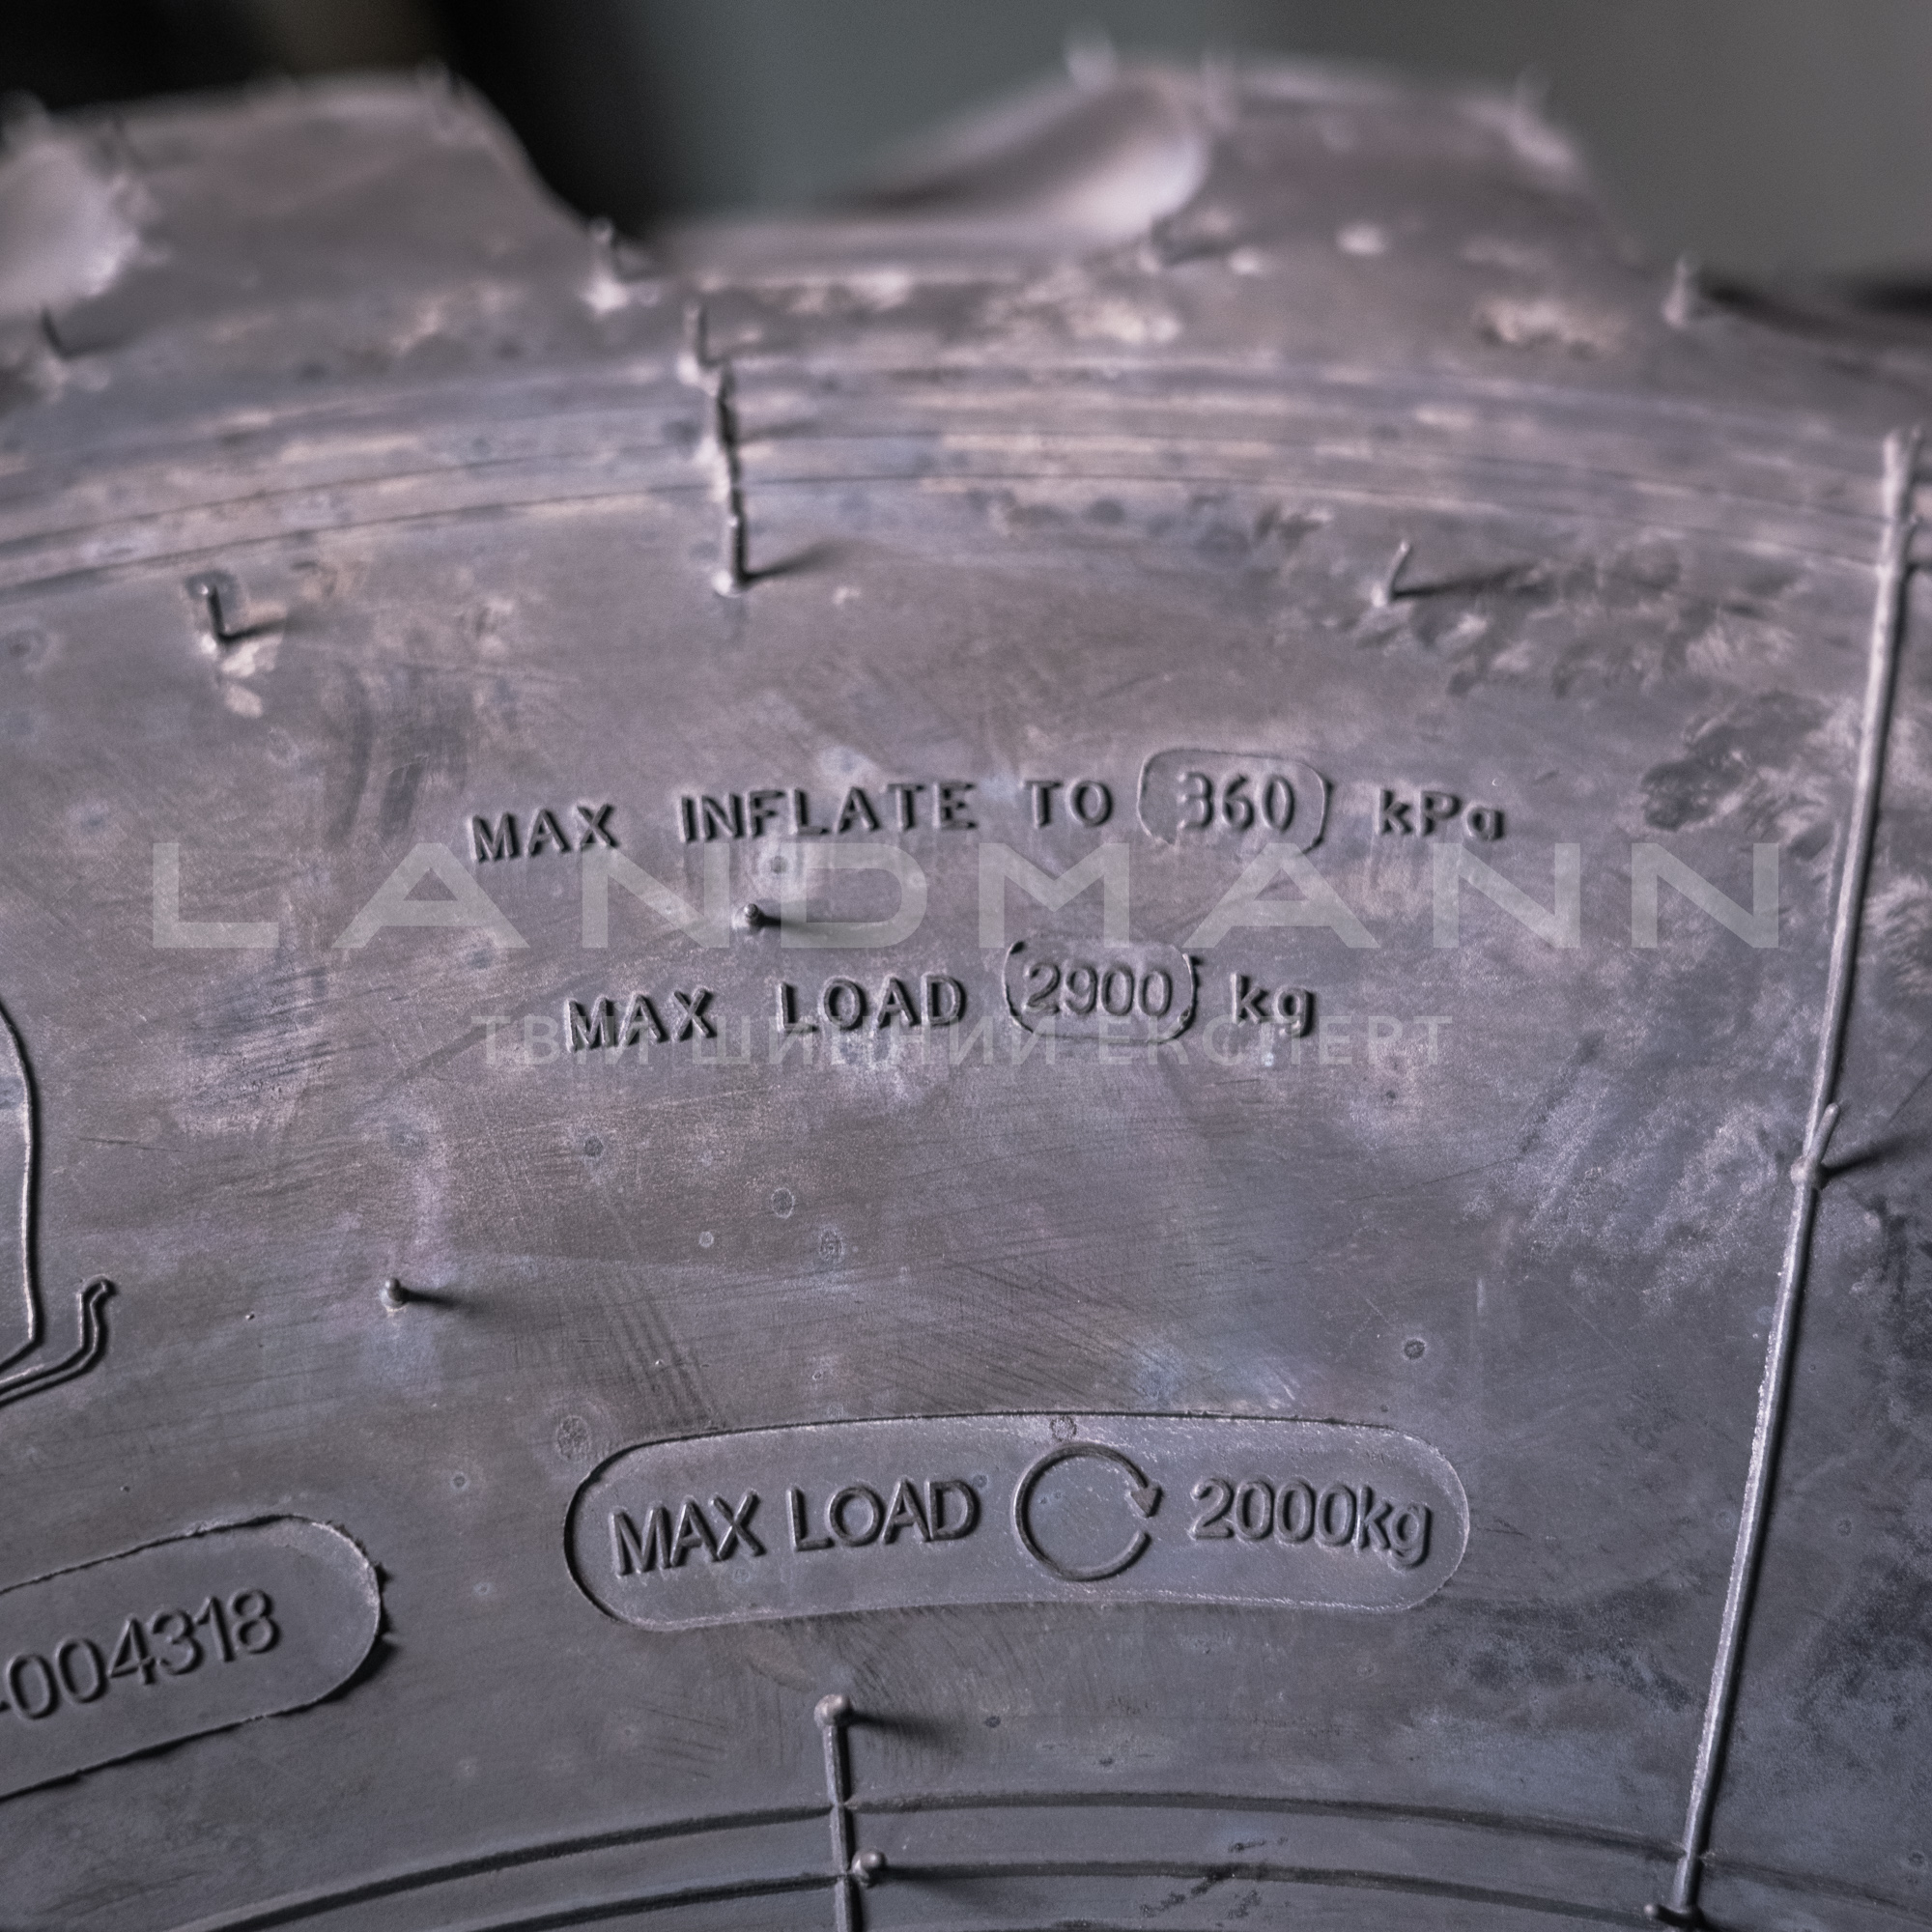 MAX INFLATE TO 360 kPa
LANDMANN
MAX LOAD 2900 kg
ТВІЙ ШИННИЙ ЕКСПЕРТ
MAX LOAD 2000kg
-004318